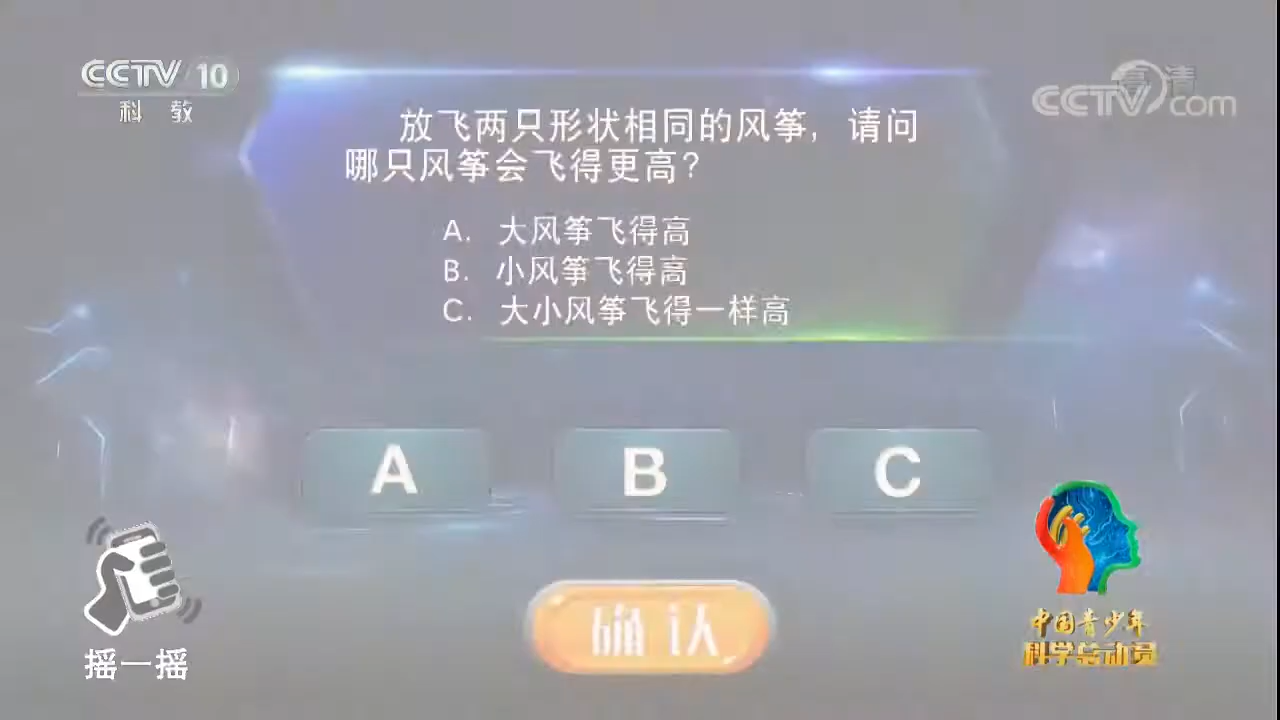 CCTV 10
科 教
高清
CCTV.com
放飞两只形状相同的风筝,请问
哪只风筝会飞得更高?
A. 大风筝飞得高
B. 小风筝飞得高
C. 大小风筝飞得一样高
A
B
C
确认
摇一摇
中国青少年
科学总动员